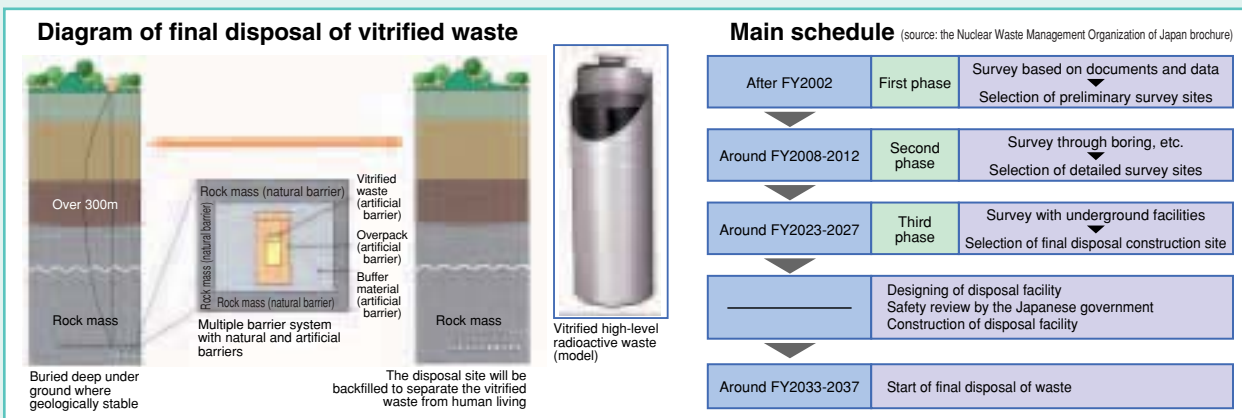 Diagram of final disposal of vitrified waste
Over 300m
Rock mass
Buried deep under
ground where
geologically stable
Rock mass (natural barrier)
Rock mass (natural barrier)
Rock mass (natural barrier)
Rock mass (natural barrier)
Vitrified
waste
(artificial
barrier)
Overpack
(artificial
barrier)
Buffer
material
(artificial
barrier)
Multiple barrier system
with natural and artificial
barriers
Rock mass
The disposal site will be
backfilled to separate the vitrified
waste from human living
Vitrified high-level
radioactive waste
(model)
Main schedule (source: the Nuclear Waste Management Organization of Japan brochure)
After FY2002
First phase
Survey based on documents and data
Selection of preliminary survey sites
Around FY2008-2012
Second
phase
Survey through boring, etc.
Selection of detailed survey sites
Around FY2023-2027
Third
phase
Survey with underground facilities
Selection of final disposal construction site
Designing of disposal facility
Safety review by the Japanese government
Construction of disposal facility
Around FY2033-2037
Start of final disposal of waste